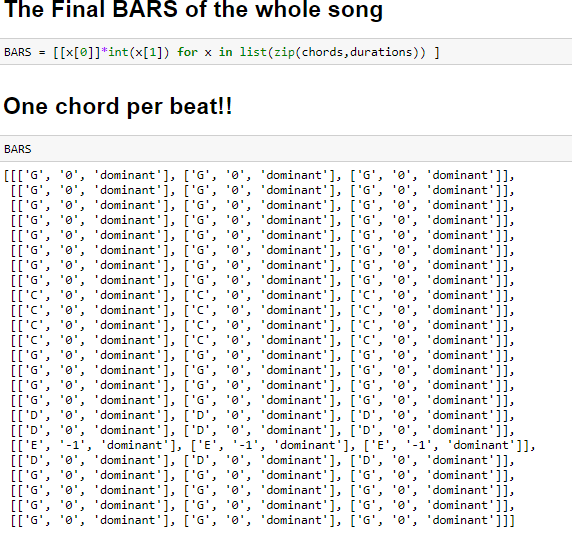 The Final BARS of the whole song
BARS = [[x[0]]*int(x[1]) for x in list(zip(chords,durations)) ]
One chord per beat!!
BARS
[[['G', '0', 'dominant'], ['G', '0', 'dominant'], ['G', '0', 'dominant']],
[['G', '0', 'dominant'], ['G', '0', 'dominant'], ['G', '0', 'dominant']],
[['G', '0', 'dominant'], ['G', '0', 'dominant'], ['G', '0', 'dominant']],
[['G', '0', 'dominant'], ['G', '0', 'dominant'], ['G', '0', 'dominant']],
[['G', '0', 'dominant'], ['G', '0', 'dominant'], ['G', '0', 'dominant']],
[['G', '0', 'dominant'], ['G', '0', 'dominant'], ['G', '0', 'dominant']],
[['G', '0', 'dominant'], ['G', '0', 'dominant'], ['G', '0', 'dominant']],
[['G', '0', 'dominant'], ['G', '0', 'dominant'], ['G', '0', 'dominant']],
[['C', '0', 'dominant'], ['C', '0', 'dominant'], ['C', '0', 'dominant']],
[['C', '0', 'dominant'], ['C', '0', 'dominant'], ['C', '0', 'dominant']],
[['C', '0', 'dominant'], ['C', '0', 'dominant'], ['C', '0', 'dominant']],
[['C', '0', 'dominant'], ['C', '0', 'dominant'], ['C', '0', 'dominant']],
[['G', '0', 'dominant'], ['G', '0', 'dominant'], ['G', '0', 'dominant']],
[['G', '0', 'dominant'], ['G', '0', 'dominant'], ['G', '0', 'dominant']],
[['G', '0', 'dominant'], ['G', '0', 'dominant'], ['G', '0', 'dominant']],
[['G', '0', 'dominant'], ['G', '0', 'dominant'], ['G', '0', 'dominant']],
[['D', '0', 'dominant'], ['D', '0', 'dominant'], ['D', '0', 'dominant']],
[['D', '0', 'dominant'], ['D', '0', 'dominant'], ['D', '0', 'dominant']],
[['E', '-1', 'dominant'], ['E', '-1', 'dominant'], ['E', '-1', 'dominant']],
[['D', '0', 'dominant'], ['D', '0', 'dominant'], ['D', '0', 'dominant']],
[['G', '0', 'dominant'], ['G', '0', 'dominant'], ['G', '0', 'dominant']],
[['G', '0', 'dominant'], ['G', '0', 'dominant'], ['G', '0', 'dominant']],
[['G', '0', 'dominant'], ['G', '0', 'dominant'], ['G', '0', 'dominant']],
[['G', '0', 'dominant'], ['G', '0', 'dominant'], ['G', '0', 'dominant']]]